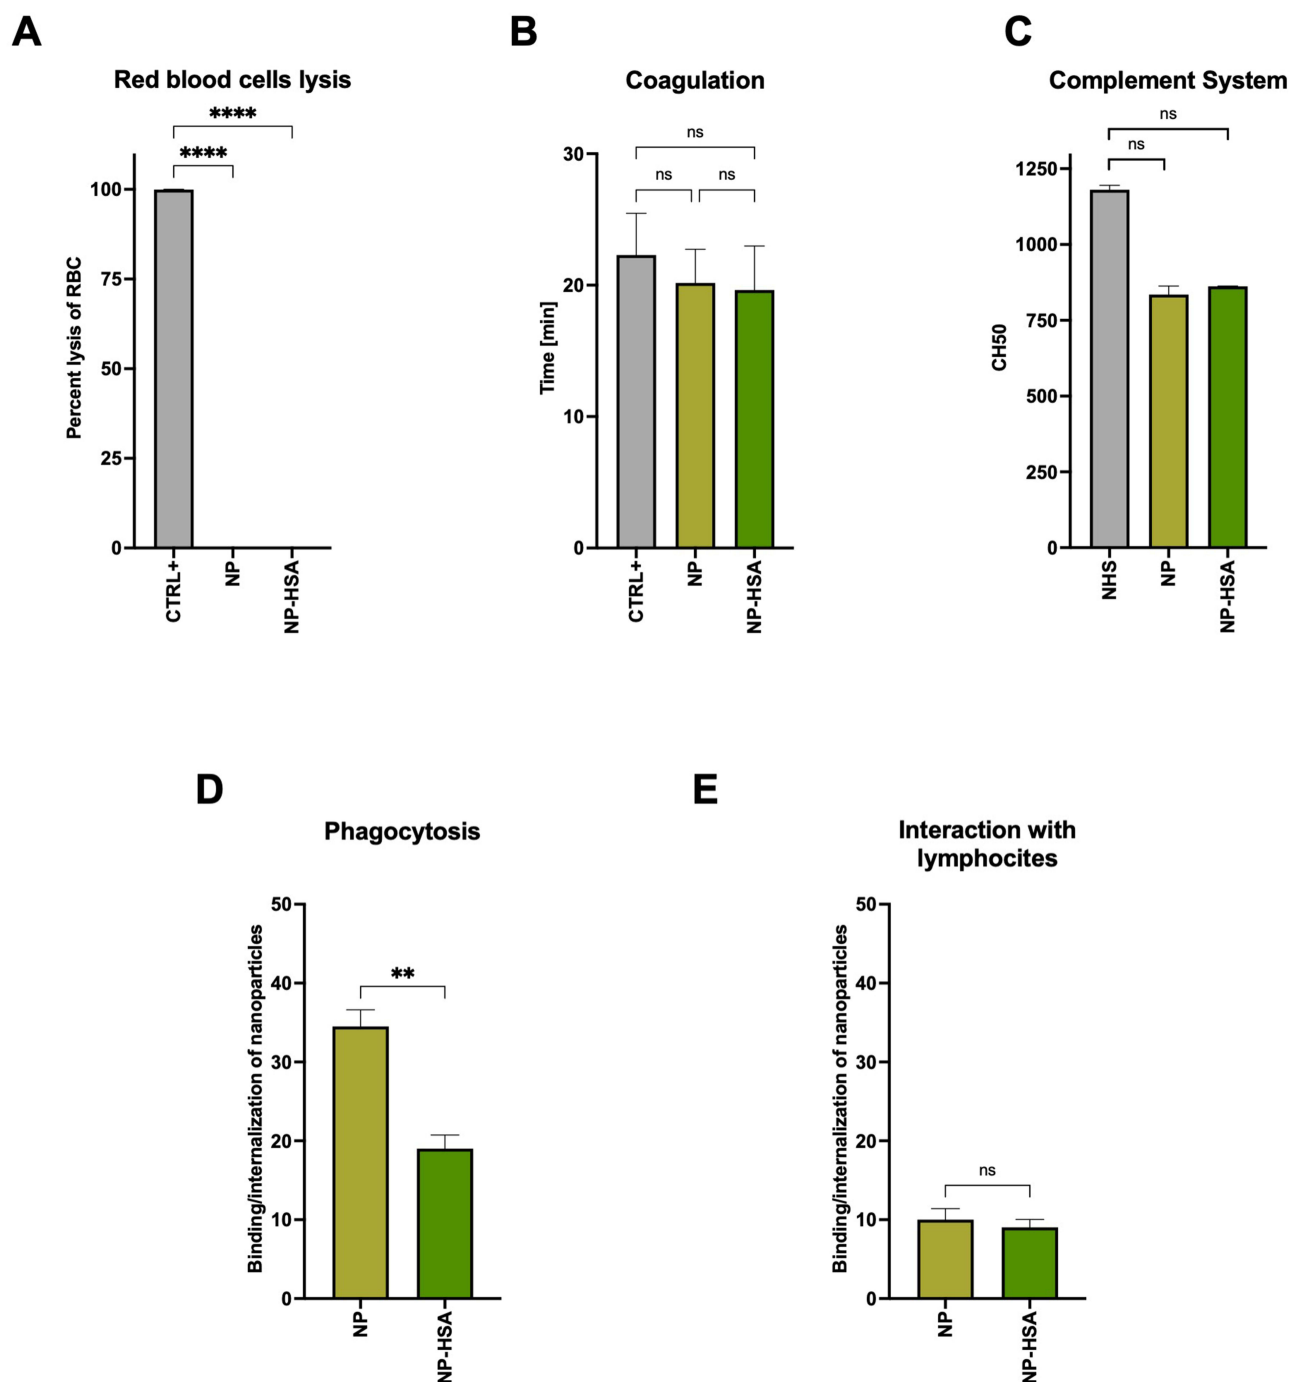 A
Red blood cells lysis
****
****
Percent lysis of RBC
100
75
50
25
0
CTRL+
NP
NP-HSA
B
Coagulation
ns
ns
ns
Time [min]
30
20
10
0
CTRL+
NP
NP-HSA
C
Complement System
ns
ns
CH50
1250
1000
750
500
250
0
NHS
NP
NP-HSA
D
Phagocytosis
**
Binding/internalization of nanoparticles
50
40
30
20
10
0
NP
NP-HSA
E
Interaction with
lymphocites
ns
Binding/internalization of nanoparticles
50
40
30
20
10
0
NP
NP-HSA